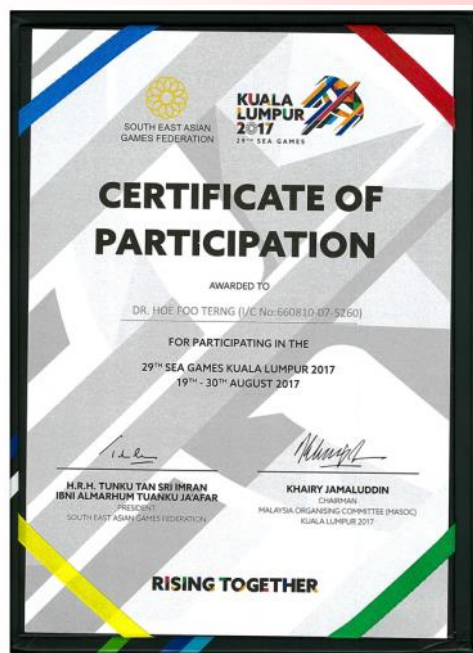 SOUTH EAST ASIAN
GAMES FEDERATION
KUALA
LUMPUR
2017
29TH SEA GAMES
CERTIFICATE OF
PARTICIPATION
AWARDED TO
DR. HOE FOO TERNG (I/C No:660810-07-5260)
FOR PARTICIPATING IN THE
29TH SEA GAMES KUALA LUMPUR 2017
19TH - 30TH AUGUST 2017
H.R.H. TUNKU TAN SRI IMRAN
IBNI ALMARHUM TUANKU JA'AFAR
PRESIDENT
SOUTH EAST ASIAN GAMES FEDERATION
KHAIRY JAMALUDDIN
CHAIRMAN
MALAYSIA ORGANISING COMMITTEE (MASOC)
KUALA LUMPUR 2017
RISING TOGETHER